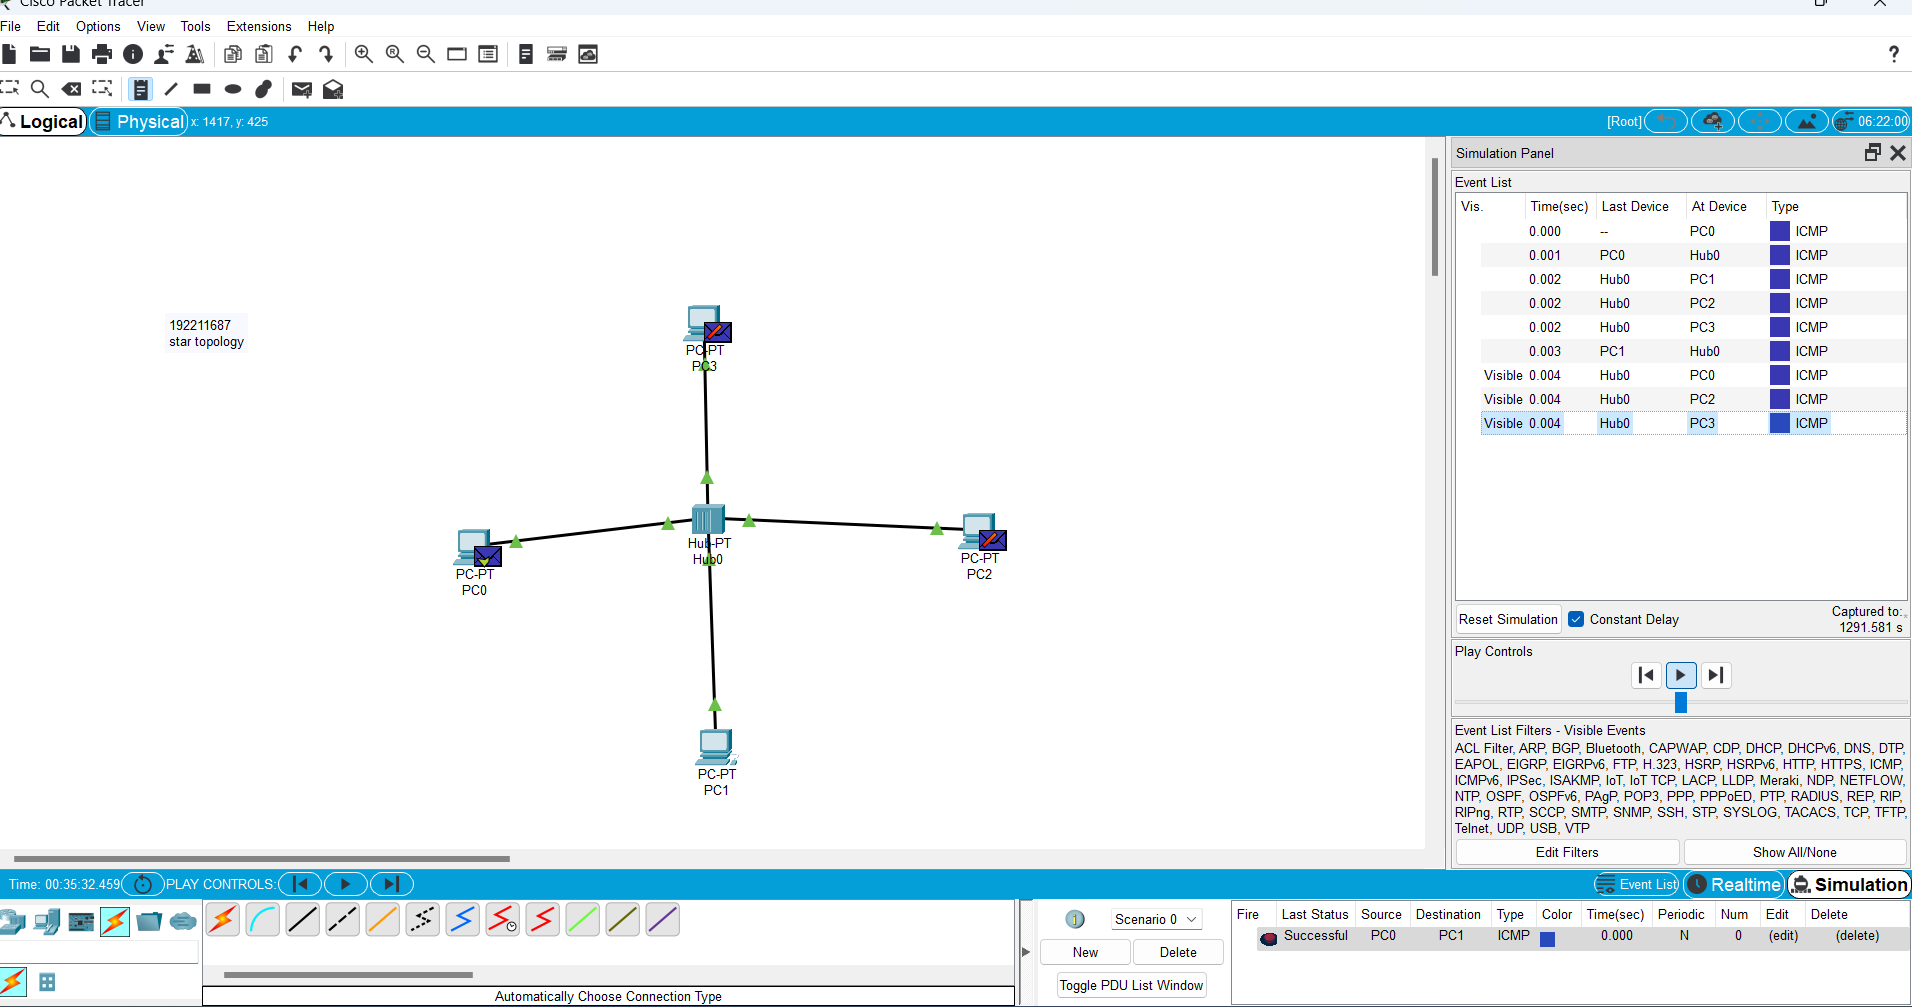 Cisco Packet Tracer
File Edit Options View Tools Extensions Help
?
Logical Physical x: 1417, y: 425 [Root] 06:22:00
192211687
star topology
PC-PT
PC3
Hub-PT
Hub0
PC-PT
PC0
PC-PT
PC2
PC-PT
PC1
Simulation Panel
Event List
Vis. Time(sec) Last Device At Device Type
0.000 -- PC0 ICMP
0.001 PC0 Hub0 ICMP
0.002 Hub0 PC1 ICMP
0.002 Hub0 PC2 ICMP
0.002 Hub0 PC3 ICMP
0.003 PC1 Hub0 ICMP
Visible 0.004 Hub0 PC0 ICMP
Visible 0.004 Hub0 PC2 ICMP
Visible 0.004 Hub0 PC3 ICMP
Reset Simulation Constant Delay
Captured to:
1291.581 s
Play Controls
Event List Filters - Visible Events
ACL Filter, ARP, BGP, Bluetooth, CAPWAP, CDP, DHCP, DHCPv6, DNS, DTP,
EAPOL, EIGRP, EIGRPv6, FTP, H.323, HSRP, HSRPv6, HTTP, HTTPS, ICMP,
ICMPv6, IPSec, ISAKMP, IoT, IoT TCP, LACP, LLDP, Meraki, NDP, NETFLOW,
NTP, OSPF, OSPFv6, PAgP, POP3, PPP, PPPoED, PTP, RADIUS, REP, RIP,
RIPng, RTP, SCCP, SMTP, SNMP, SSH, STP, SYSLOG, TACACS, TCP, TFTP,
Telnet, UDP, USB, VTP
Edit Filters Show All/None
Time: 00:35:32.459 PLAY CONTROLS: Event List Realtime Simulation
Scenario 0
New Delete
Toggle PDU List Window
Fire Last Status Source Destination Type Color Time(sec) Periodic Num Edit Delete
Successful PC0 PC1 ICMP 0.000 N 0 (edit) (delete)
Automatically Choose Connection Type